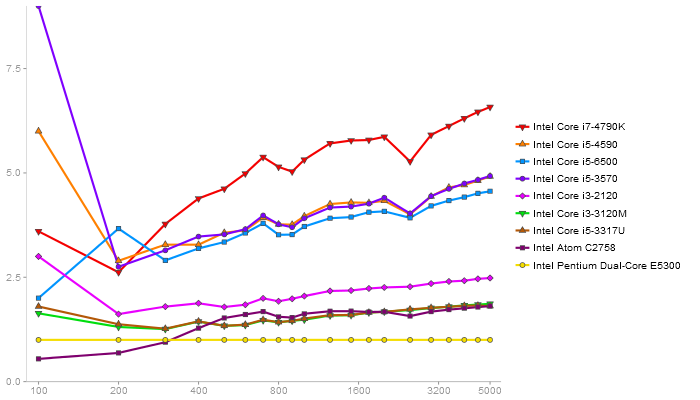 7.5
5.0
2.5
0.0
100
200
400
800
1600
3200
5000
Intel Core i7-4790K
Intel Core i5-4590
Intel Core i5-6500
Intel Core i5-3570
Intel Core i3-2120
Intel Core i3-3120M
Intel Core i5-3317U
Intel Atom C2758
Intel Pentium Dual-Core E5300